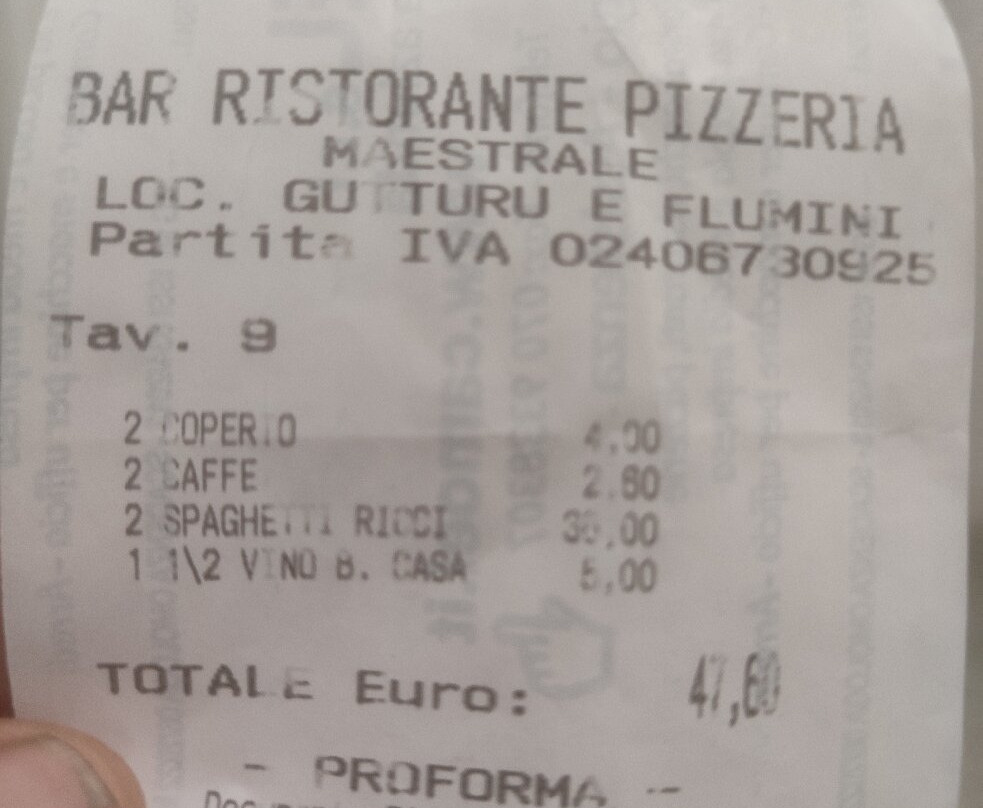 BAR RISTORANTE PIZZERIA
MAESTRALE
LOC. GUTTURU E FLUMINI
Partita IVA 02406730925
Tav. 9
2 COPERTO 4,00
2 CAFFE 2,60
2 SPAGHETTI RICCI 36,00
1 1\2 VINO B. CASA 5,00
TOTALE Euro: 47,60
- PROFORMA -